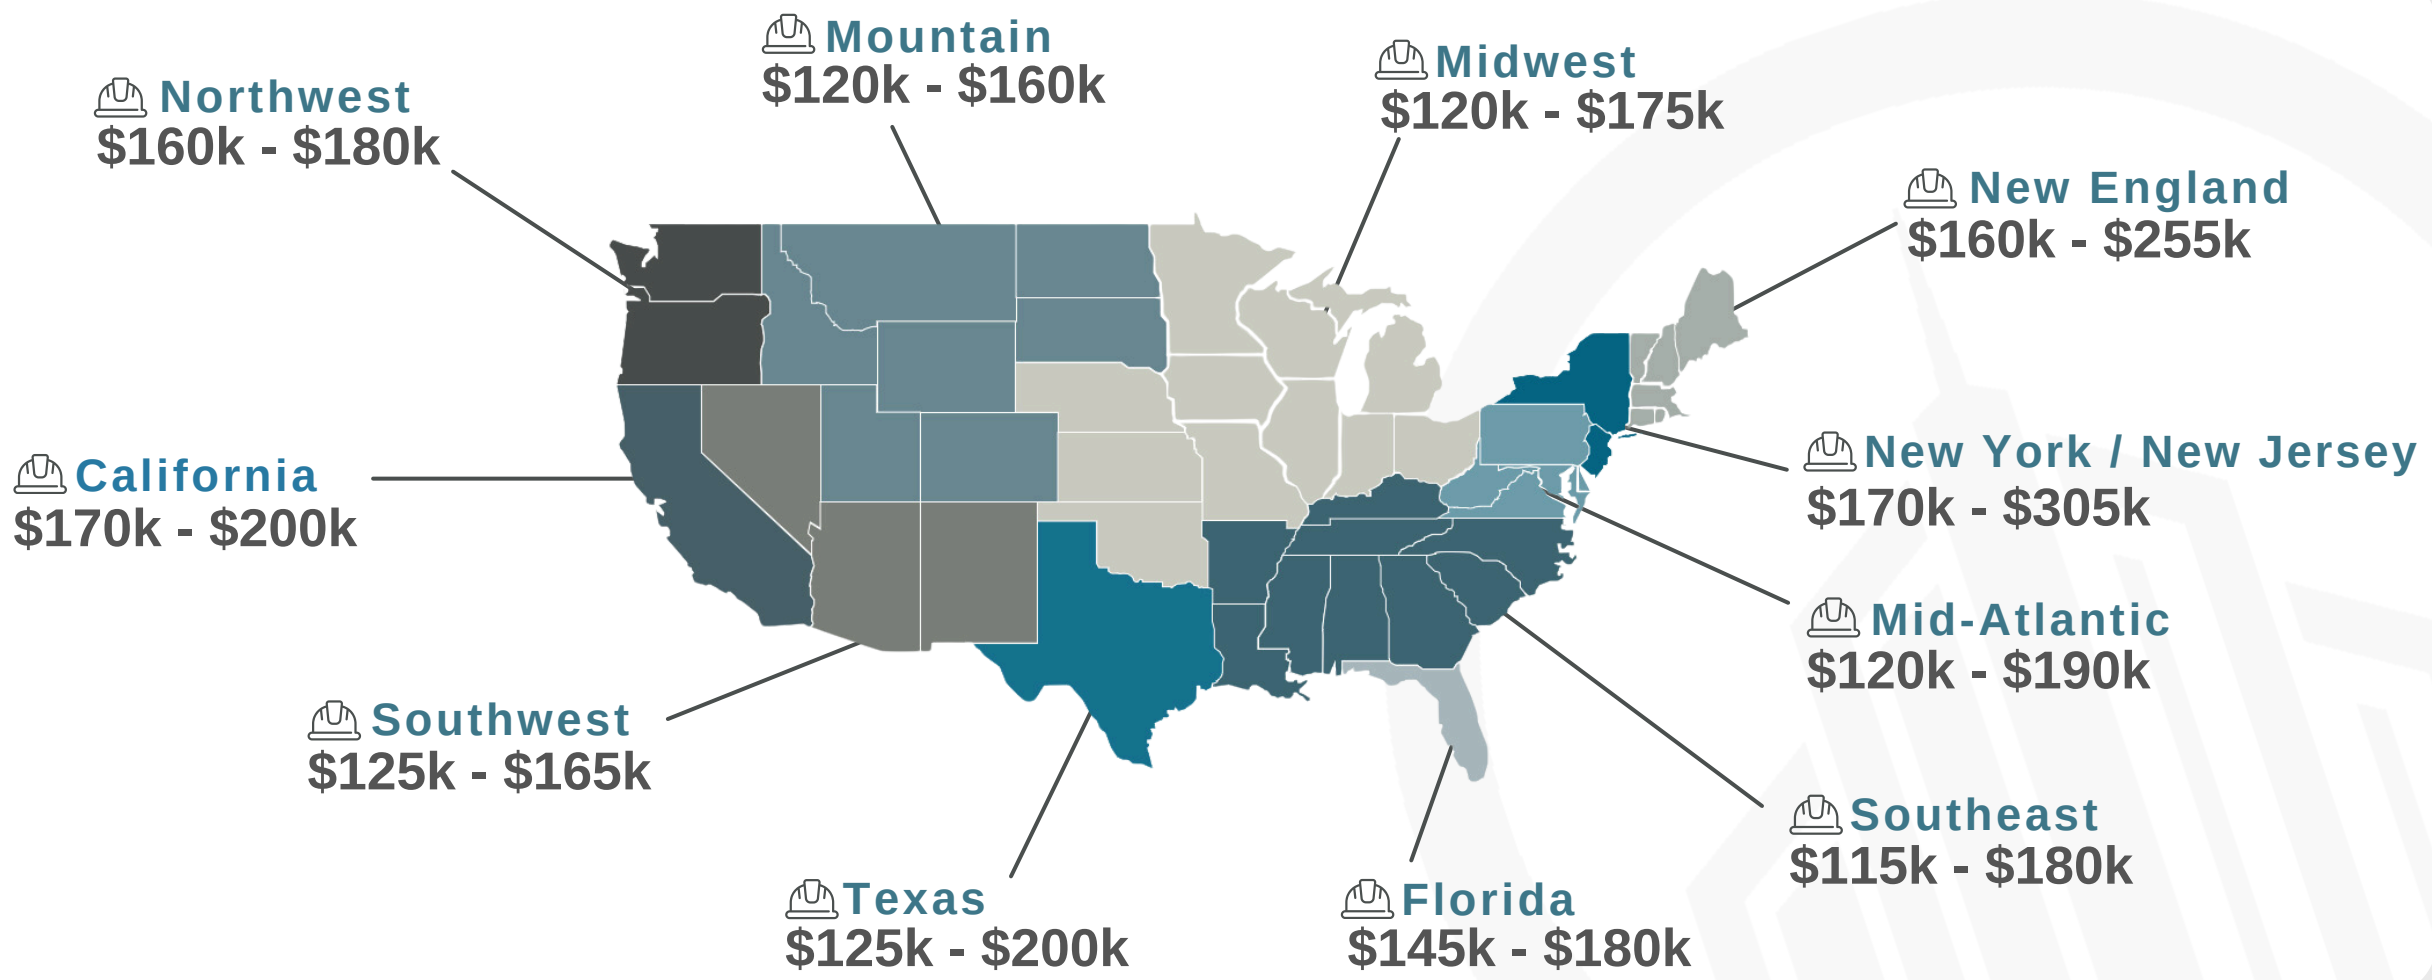 Mountain
$120k - $160k
Midwest
$120k - $175k
Northwest
$160k - $180k
New England
$160k - $255k
California
$170k - $200k
New York / New Jersey
$170k - $305k
Mid-Atlantic
$120k - $190k
Southwest
$125k - $165k
Southeast
$115k - $180k
Texas
$125k - $200k
Florida
$145k - $180k